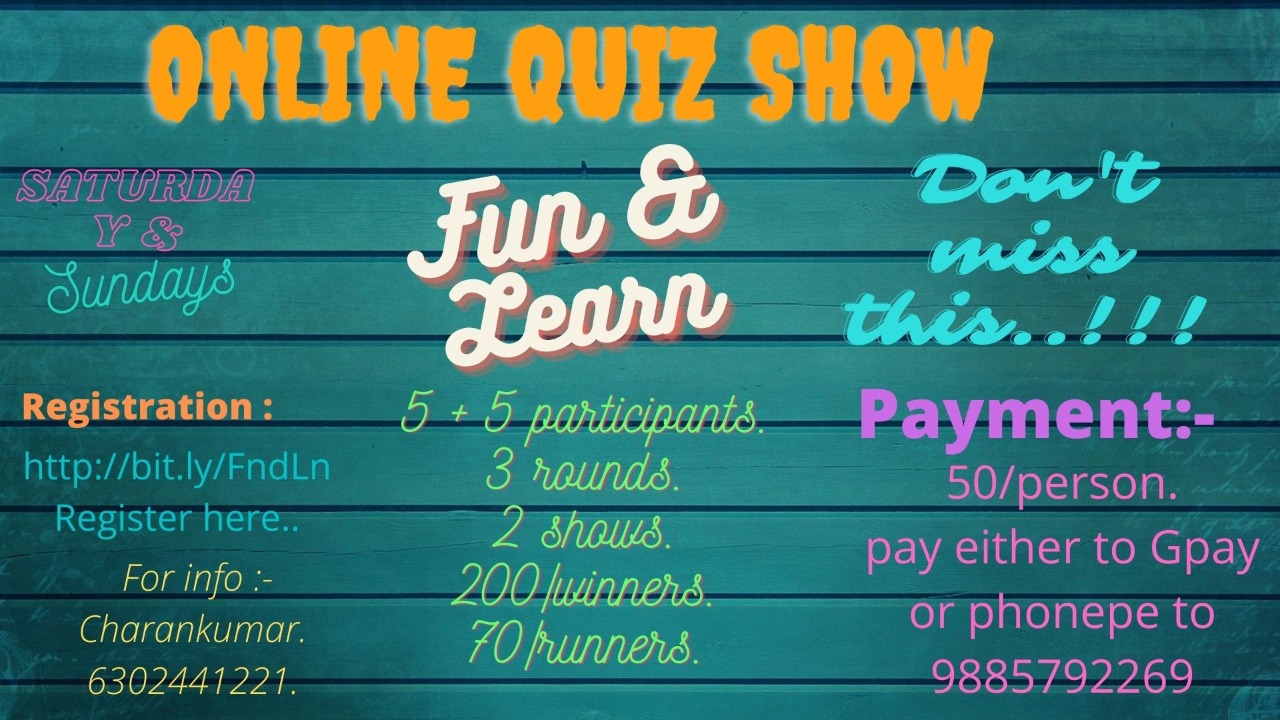 ONLINE QUIZ SHOW
SATURDA
Y &
Sundays
Fun &
Learn
Don't
miss
this..!!!
Registration :
http://bit.ly/FndLn
Register here..
For info :-
Charankumar.
6302441221.
5 + 5 participants.
3 rounds.
2 shows.
200/winners.
70/runners.
Payment:-
50/person.
pay either to Gpay
or phonepe to
9885792269